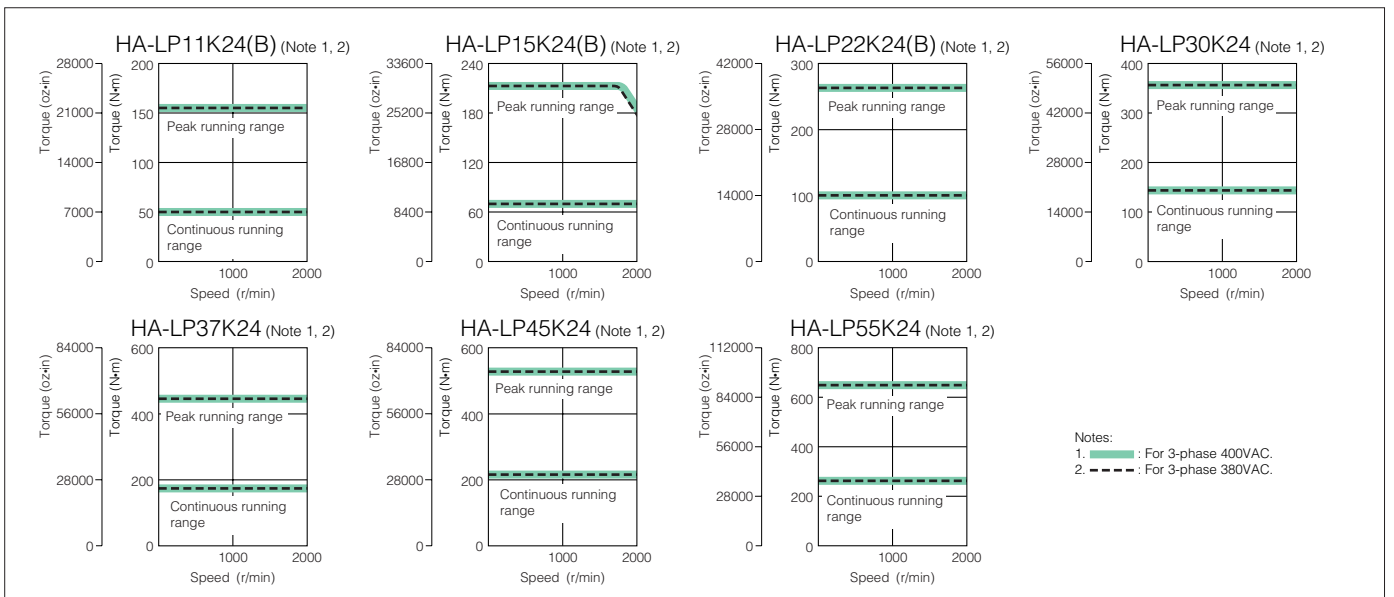 HA-LP11K24(B) (Note 1, 2)
Torque (oz•in)
28000
21000
14000
7000
0
Torque (N•m)
200
150
100
50
0
Peak running range
Continuous running
range
1000
2000
Speed (r/min)
HA-LP15K24(B) (Note 1, 2)
Torque (oz•in)
33600
25200
16800
8400
0
Torque (N•m)
240
180
120
60
0
Peak running range
Continuous running
range
1000
2000
Speed (r/min)
HA-LP22K24(B) (Note 1, 2)
Torque (oz•in)
42000
28000
14000
0
Torque (N•m)
300
200
100
0
Peak running range
Continuous running
range
1000
2000
Speed (r/min)
HA-LP30K24 (Note 1, 2)
Torque (oz•in)
56000
42000
28000
14000
0
Torque (N•m)
400
300
200
100
0
Peak running range
Continuous running
range
1000
2000
Speed (r/min)
HA-LP37K24 (Note 1, 2)
Torque (oz•in)
84000
56000
28000
0
Torque (N•m)
600
400
200
0
Peak running range
Continuous running
range
1000
2000
Speed (r/min)
HA-LP45K24 (Note 1, 2)
Torque (oz•in)
84000
56000
28000
0
Torque (N•m)
600
400
200
0
Peak running range
Continuous running
range
1000
2000
Speed (r/min)
HA-LP55K24 (Note 1, 2)
Torque (oz•in)
112000
84000
56000
28000
0
Torque (N•m)
800
600
400
200
0
Peak running range
Continuous running
range
1000
2000
Speed (r/min)
Notes:
1. : For 3-phase 400VAC.
2. : For 3-phase 380VAC.